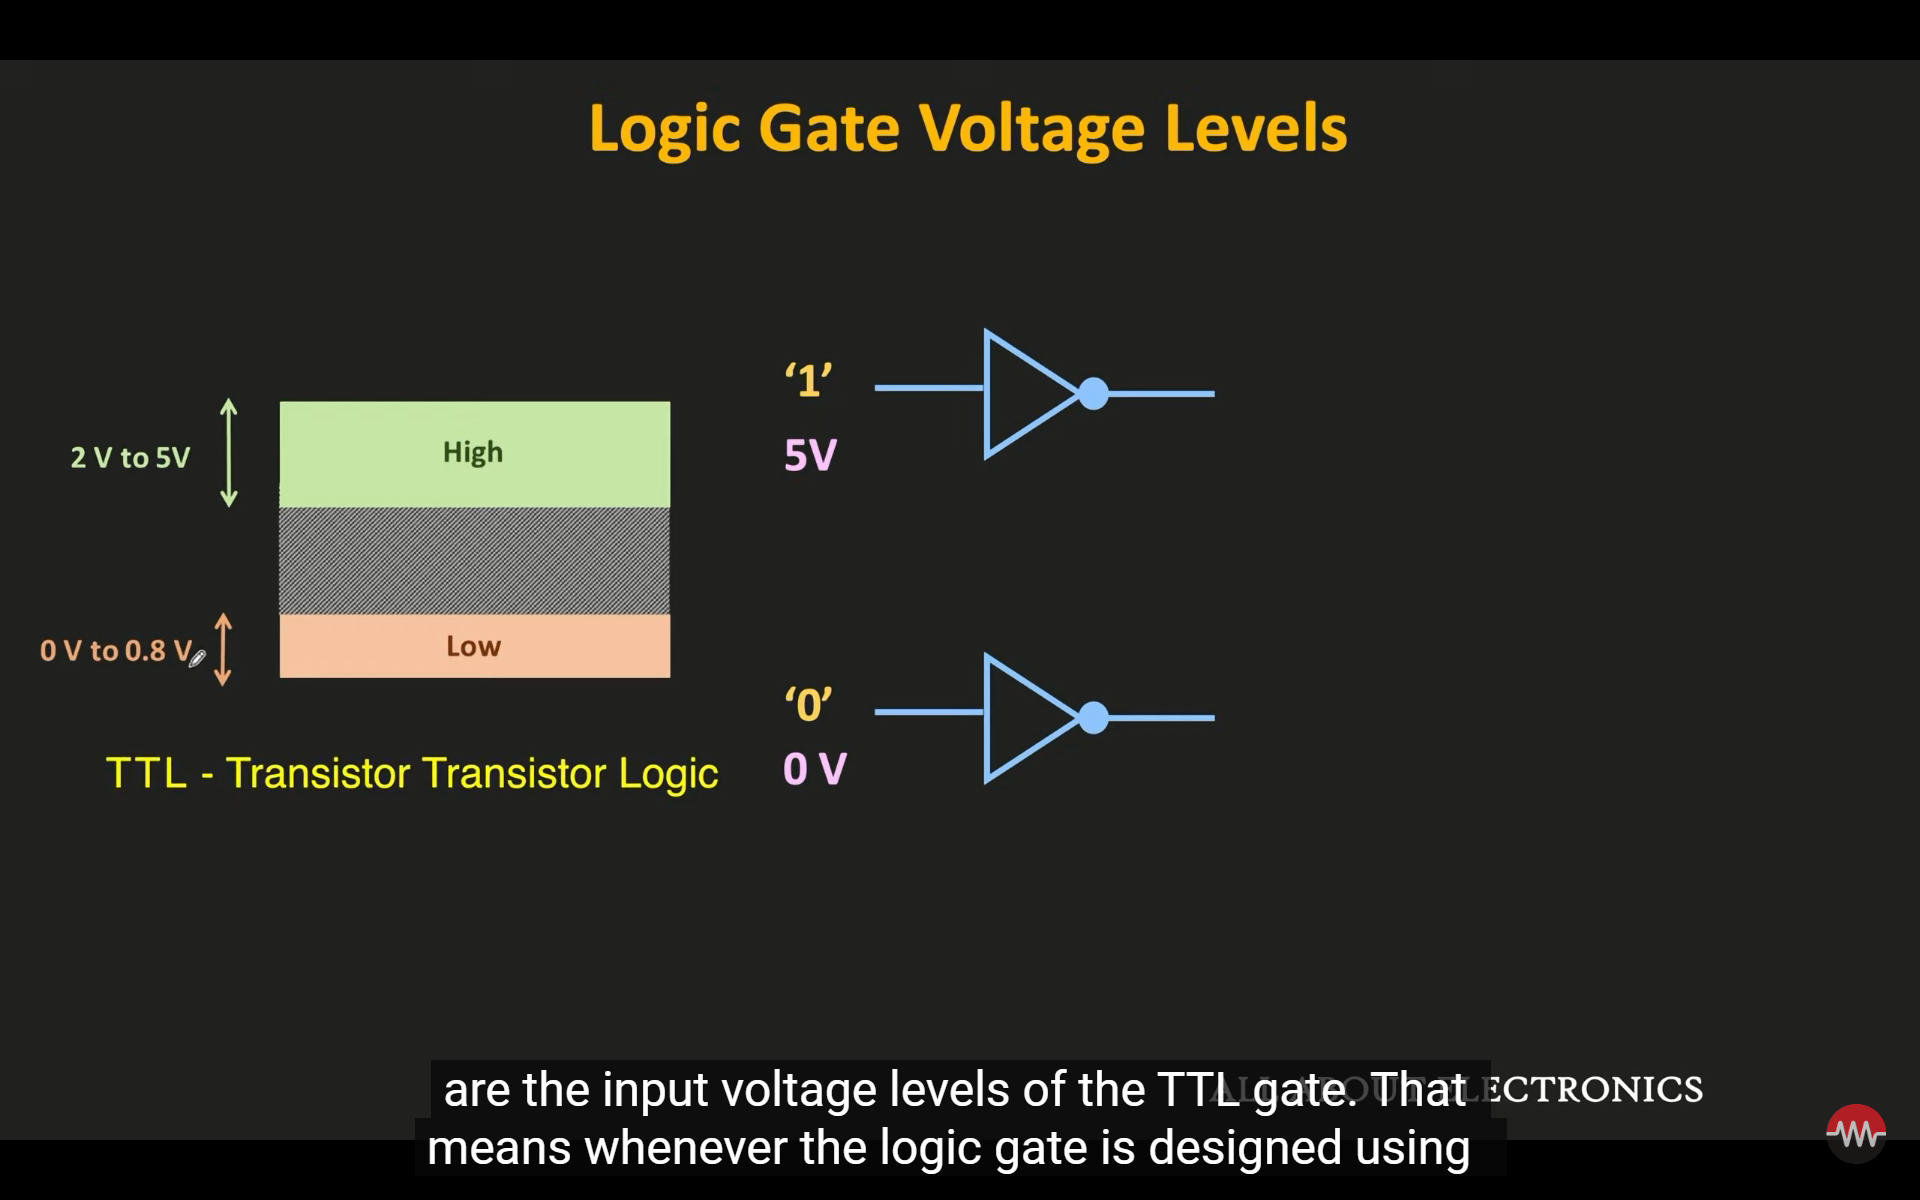 Logic Gate Voltage Levels
2 V to 5V
High
0 V to 0.8 V
Low
TTL - Transistor Transistor Logic
‘1’
5V
‘0’
0 V
ALL ABOUT ELECTRONICS
are the input voltage levels of the TTL gate. That
means whenever the logic gate is designed using